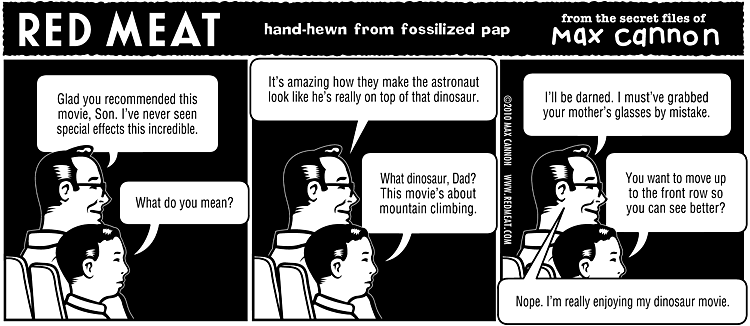 RED MEAT
hand-hewn from fossilized pap
from the secret files of
Max Cannon
Glad you recommended this
movie, Son. I've never seen
special effects this incredible.
What do you mean?
It's amazing how they make the astronaut
look like he's really on top of that dinosaur.
What dinosaur, Dad?
This movie's about
mountain climbing.
©2010 MAX CANNON WWW.REDMEAT.COM
I'll be darned. I must've grabbed
your mother's glasses by mistake.
You want to move up
to the front row so
you can see better?
Nope. I'm really enjoying my dinosaur movie.